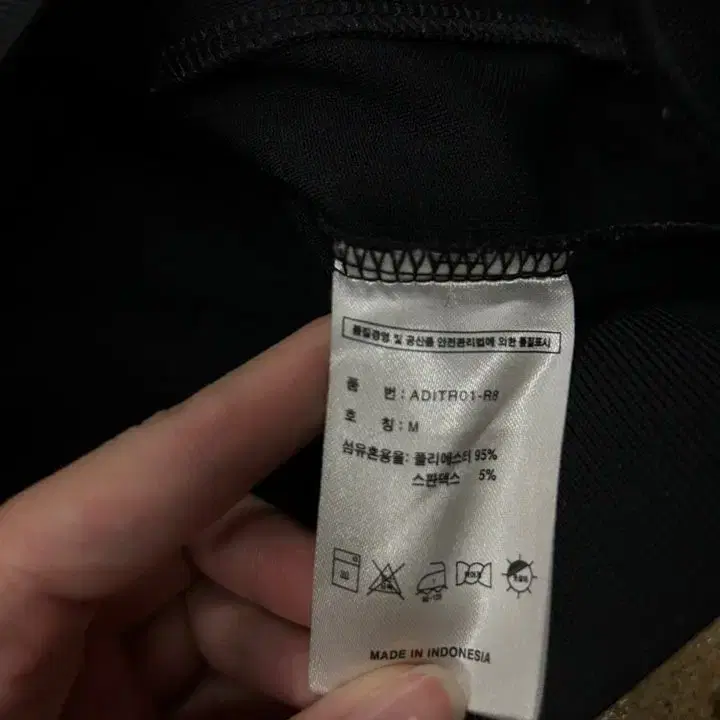 품질경영 및 공산품 안전관리법에 의한 품질표시
품 번 : ADITR01-R8
호 칭 : M
섬유혼용율: 폴리에스터 95%
스판덱스 5%
MADE IN INDONESIA